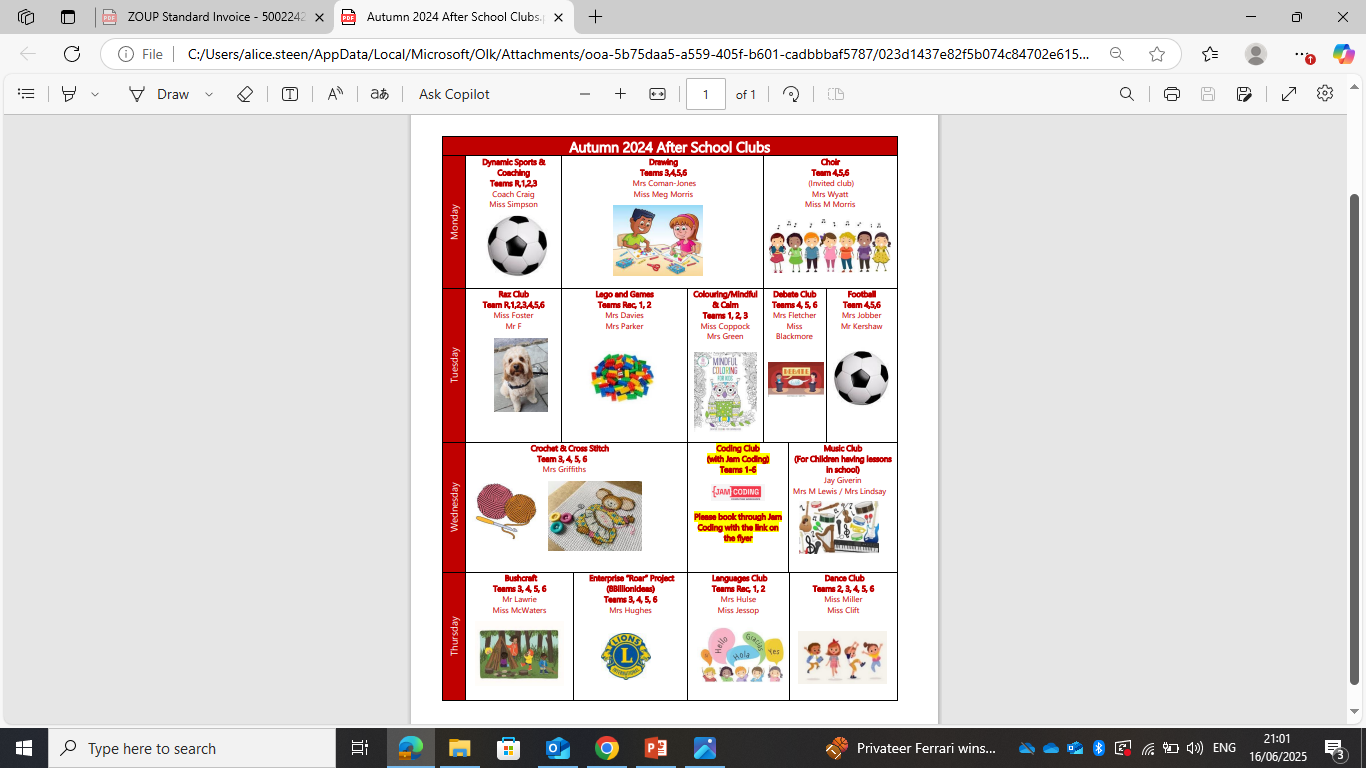 ZOUP Standard Invoice - 5002242
Autumn 2024 After School Clubs.p
File
C:/Users/alice.steen/AppData/Local/Microsoft/Olk/Attachments/ooa-5b75daa5-a559-405f-b601-cadbbbaf5787/023d1437e82f5b074c84702e615...
Draw
Ask Copilot
1 of 1
Autumn 2024 After School Clubs
Monday
Dynamic Sports &
Coaching
Teams R,1,2,3
Coach Craig
Miss Simpson
Drawing
Teams 3,4,5,6
Mrs Coman-Jones
Miss Meg Morris
Choir
Team 4,5,6
(Invited club)
Mrs Wyatt
Miss M Morris
Tuesday
Raz Club
Team R,1,2,3,4,5,6
Miss Foster
Mr F
Lego and Games
Teams Rec, 1, 2
Mrs Davies
Mrs Parker
Colouring/Mindful
& Calm
Teams 1, 2, 3
Miss Coppock
Mrs Green
MINDFUL
COLORING
FOR KIDS
Debate Club
Teams 4, 5, 6
Mrs Fletcher
Miss
Blackmore
DEBATE
Football
Team 4,5,6
Mrs Jobber
Mr Kershaw
Wednesday
Crochet & Cross Stitch
Team 3, 4, 5, 6
Mrs Griffiths
Coding Club
(with Jam Coding)
Teams 1-6
{JAM CODING
Please book through Jam
Coding with the link on
the flyer
Music Club
(For Children having lessons
in school)
Jay Giverin
Mrs M Lewis / Mrs Lindsay
Thursday
Bushcraft
Teams 3, 4, 5, 6
Mr Lawrie
Miss McWaters
Enterprise "Roar" Project
(8Billionideas)
Teams 3, 4, 5, 6
Mrs Hughes
LIONS
L
INTERNATIONAL
Languages Club
Teams Rec, 1, 2
Mrs Hulse
Miss Jessop
Hello
Gracias
Hola
Yes
Dance Club
Teams 2, 3, 4, 5, 6
Miss Miller
Miss Clift
Type here to search
Privateer Ferrari wins...
ENG
21:01
16/06/2025
3